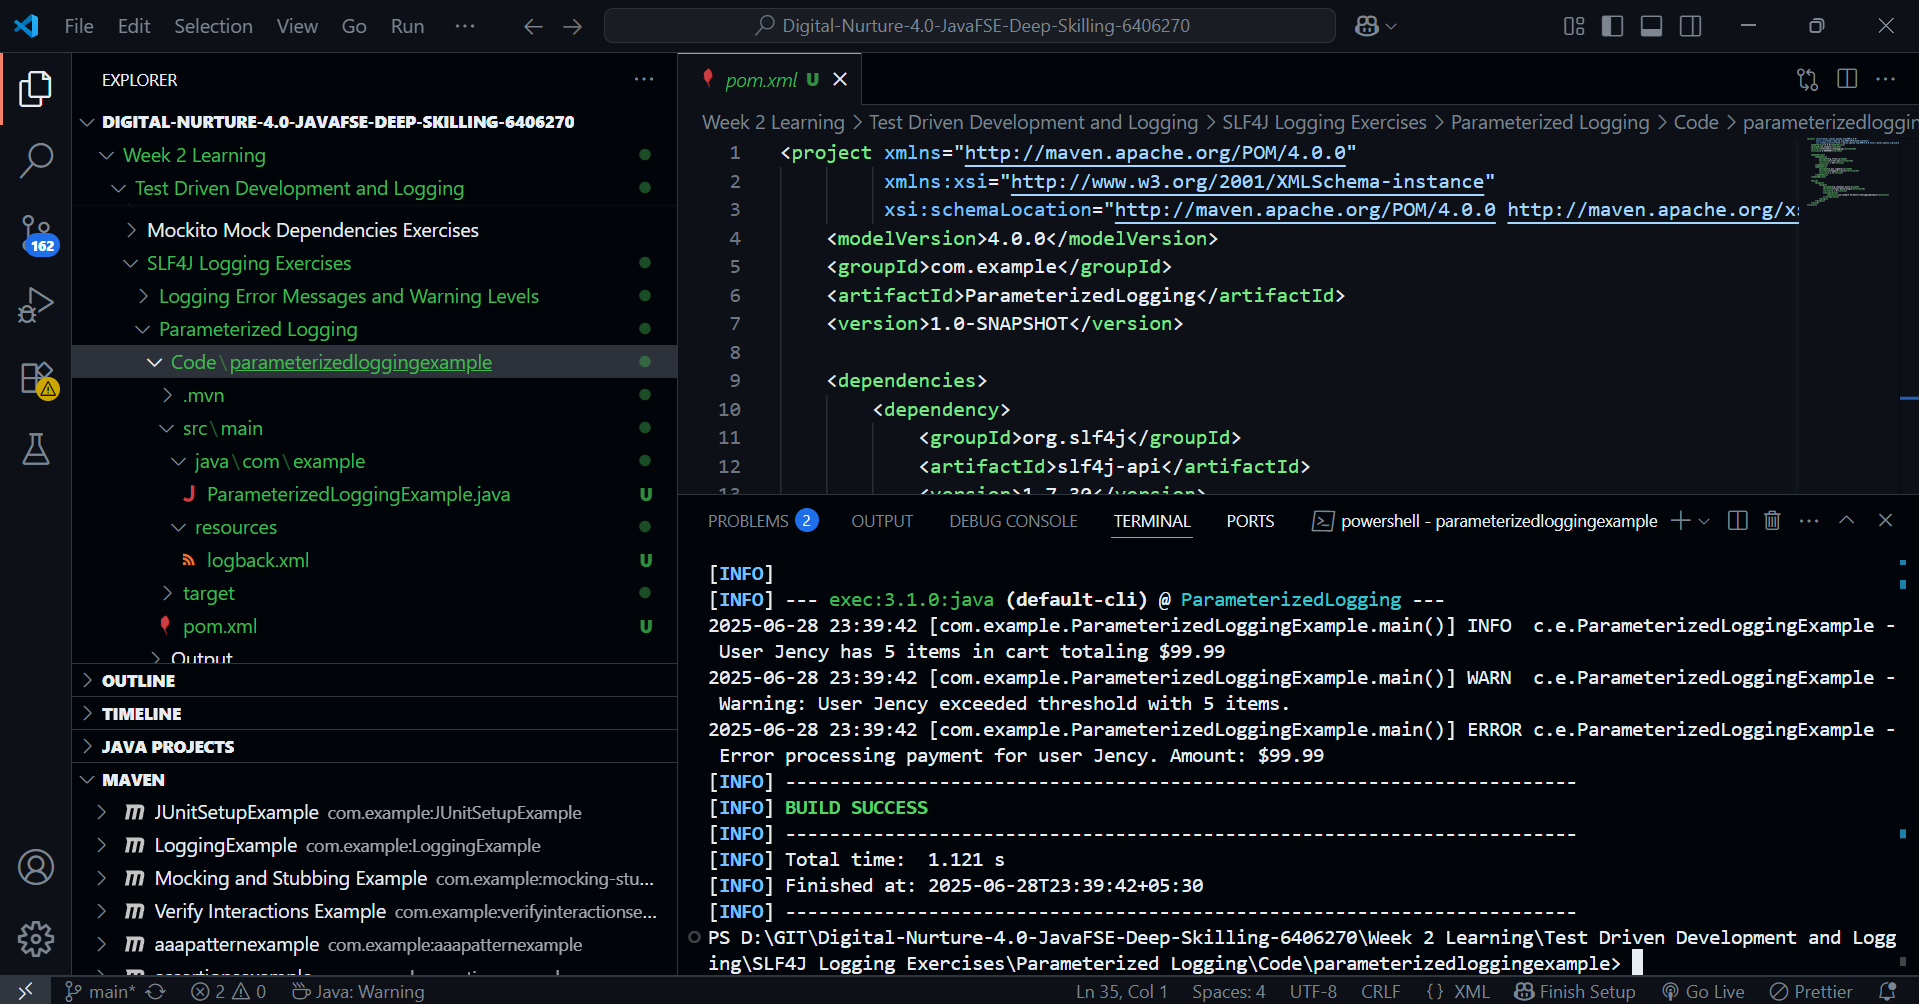 File Edit Selection View Go Run ···
Digital-Nurture-4.0-JavaFSE-Deep-Skilling-6406270
EXPLORER
DIGITAL-NURTURE-4.0-JAVAFSE-DEEP-SKILLING-6406270
Week 2 Learning
Test Driven Development and Logging
Mockito Mock Dependencies Exercises
SLF4J Logging Exercises
Logging Error Messages and Warning Levels
Parameterized Logging
Code\parameterizedloggingexample
.mvn
src\main
java\com\example
J ParameterizedLoggingExample.java U
resources
logback.xml U
target
pom.xml U
Output
OUTLINE
TIMELINE
JAVA PROJECTS
MAVEN
m JUnitSetupExample com.example:JUnitSetupExample
m LoggingExample com.example:LoggingExample
m Mocking and Stubbing Example com.example:mocking-stu...
m Verify Interactions Example com.example:verifyinteractionse...
m aaapatternexample com.example:aaapatternexample
162
pom.xml U
Week 2 Learning > Test Driven Development and Logging > SLF4J Logging Exercises > Parameterized Logging > Code > parameterizedloggin
1 <project xmlns="http://maven.apache.org/POM/4.0.0"
2 xmlns:xsi="http://www.w3.org/2001/XMLSchema-instance"
3 xsi:schemaLocation="http://maven.apache.org/POM/4.0.0 http://maven.apache.org/xs
4 <modelVersion>4.0.0</modelVersion>
5 <groupId>com.example</groupId>
6 <artifactId>ParameterizedLogging</artifactId>
7 <version>1.0-SNAPSHOT</version>
8
9 <dependencies>
10 <dependency>
11 <groupId>org.slf4j</groupId>
12 <artifactId>slf4j-api</artifactId>
13 <version>1.7.30</version>
PROBLEMS 2 OUTPUT DEBUG CONSOLE TERMINAL PORTS powershell - parameterizedloggingexample
[INFO]
[INFO] --- exec:3.1.0:java (default-cli) @ ParameterizedLogging ---
2025-06-28 23:39:42 [com.example.ParameterizedLoggingExample.main()] INFO  c.e.ParameterizedLoggingExample -
User Jency has 5 items in cart totaling $99.99
2025-06-28 23:39:42 [com.example.ParameterizedLoggingExample.main()] WARN  c.e.ParameterizedLoggingExample -
Warning: User Jency exceeded threshold with 5 items.
2025-06-28 23:39:42 [com.example.ParameterizedLoggingExample.main()] ERROR c.e.ParameterizedLoggingExample -
Error processing payment for user Jency. Amount: $99.99
[INFO] ------------------------------------------------------------------------
[INFO] BUILD SUCCESS
[INFO] ------------------------------------------------------------------------
[INFO] Total time:  1.121 s
[INFO] Finished at: 2025-06-28T23:39:42+05:30
[INFO] ------------------------------------------------------------------------
PS D:\GIT\Digital-Nurture-4.0-JavaFSE-Deep-Skilling-6406270\Week 2 Learning\Test Driven Development and Logg
ing\SLF4J Logging Exercises\Parameterized Logging\Code\parameterizedloggingexample>
main* 2 0 Java: Warning Ln 35, Col 1 Spaces: 4 UTF-8 CRLF {} XML Finish Setup Go Live Prettier